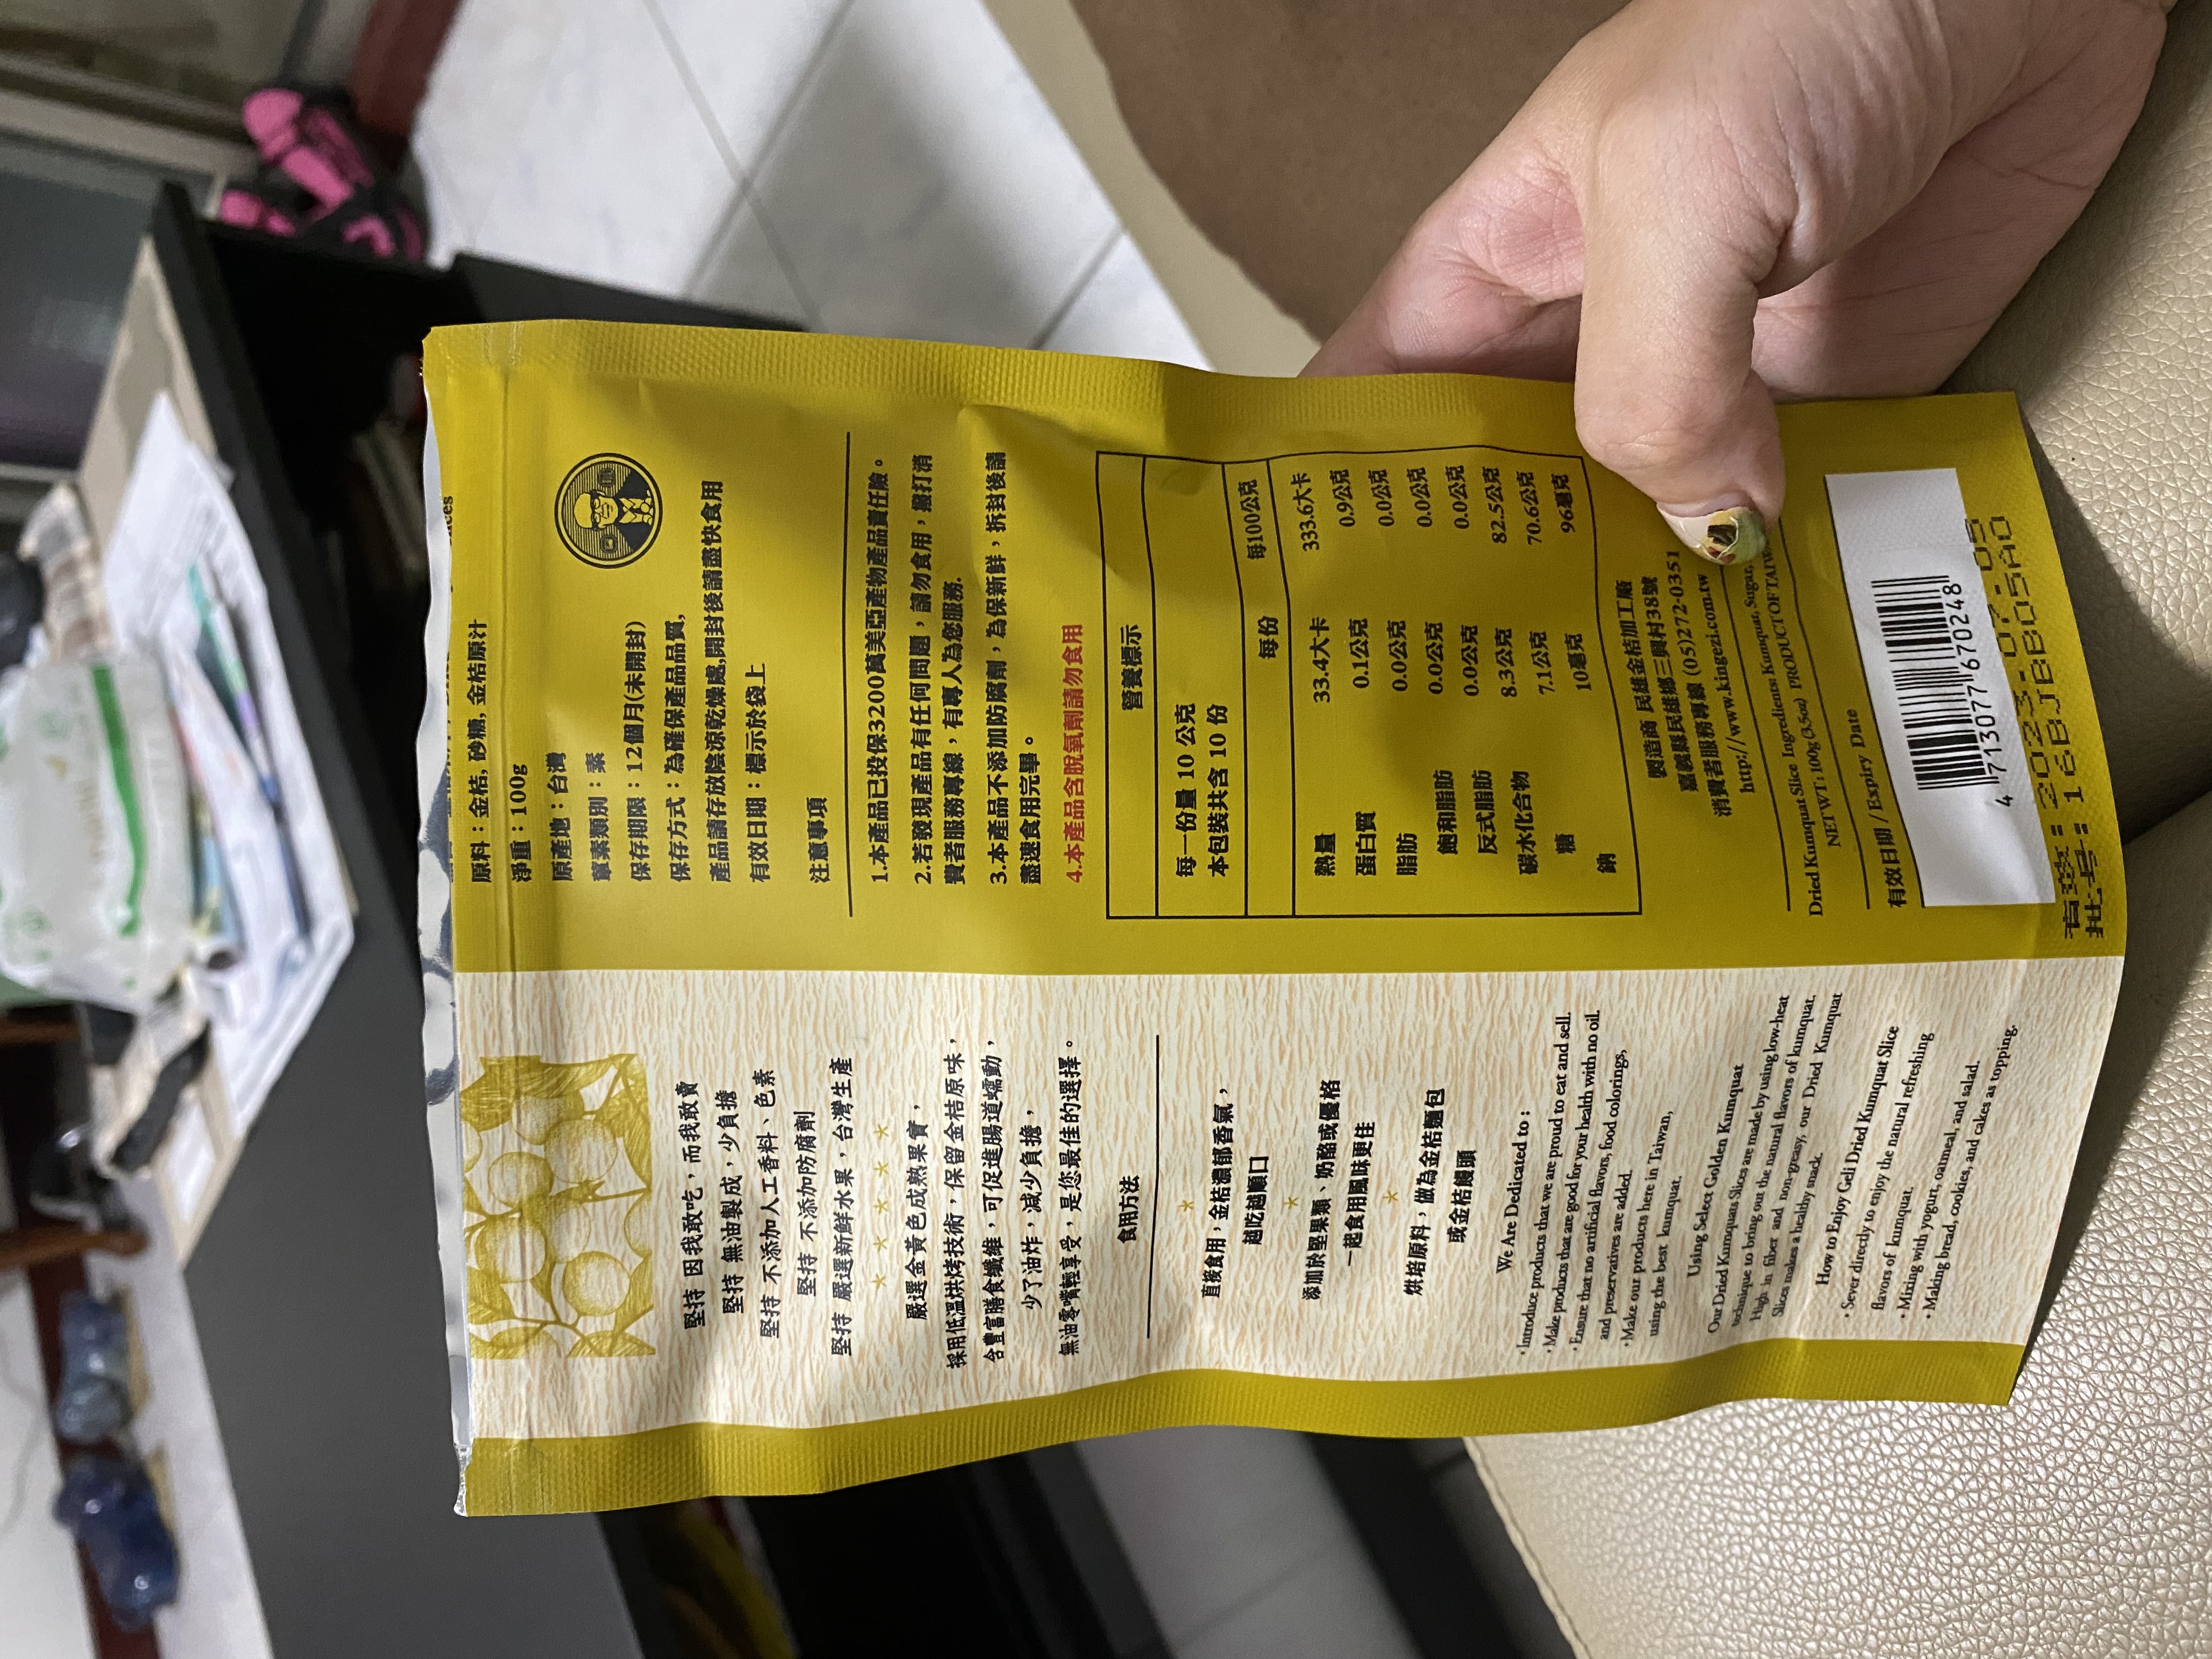 原料：金桔, 砂糖, 金桔原汁
淨重：100g
原產地：台灣
葷素類別：素
保存期限：12個月(未開封)
保存方式：為確保產品品質,
產品請存放陰涼乾燥處,開封後請盡快食用
有效日期：標示於袋上
注意事項
1.本產品已投保3200萬美亞產物產品責任險。
2.若發現產品有任何問題，請勿食用，撥打消
費者服務專線，有專人為您服務.
3.本產品不添加防腐劑，為保新鮮，拆封後請
盡速食用完畢。
4.本產品含脫氧劑請勿食用
營養標示
每一份量 10 公克
本包裝共含 10 份
每份 每100公克
熱量 33.4大卡 333.6大卡
蛋白質 0.1公克 0.9公克
脂肪 0.0公克 0.0公克
飽和脂肪 0.0公克 0.0公克
反式脂肪 0.0公克 0.0公克
碳水化合物 8.3公克 82.5公克
糖 7.1公克 70.6公克
鈉 10毫克 96毫克
製造商 民雄金桔加工廠
嘉義縣民雄鄉三興村38號
消費者服務專線 (05)272-0351
http://www.kingezi.com.tw
Dried Kumquat Slice Ingredients: Kumquat, Sugar,
NET WT: 100g (3.5oz) PRODUCT OF TAIW
有效日期 / Expiry Date
4 713077 670248
有效: 2023.07.05
批号: 16BJBB05A0
堅持 因我敢吃，而我敢賣
堅持 無油製成，少負擔
堅持 不添加人工香料、色素
堅持 不添加防腐劑
堅持 嚴選新鮮水果，台灣生產
嚴選金黃色成熟果實，
採用低溫烘烤技術，保留金桔原味，
含豐富膳食纖維，可促進腸道蠕動，
少了油炸，減少負擔，
無油零嘴輕享受，是您最佳的選擇。
食用方法
直接食用，金桔濃郁香氣，
越吃越順口
添加於堅果類、奶酪或優格
一起食用風味更佳
烘培原料，做為金桔麵包
或金桔饅頭
We Are Dedicated to :
· Introduce products that we are proud to eat and sell.
· Make products that are good for your health with no oil.
· Ensure that no artificial flavors, food colorings,
and preservatives are added.
· Make our products here in Taiwan,
using the best kumquat.
Using Select Golden Kumquat
Our Dried Kumquats Slices are made by using low-heat
technique to bring out the natural flavors of kumquat.
High in fiber and non-greasy, our Dried Kumquat
Slices makes a healthy snack.
How to Enjoy Gedi Dried Kumquat Slice
· Sever directly to enjoy the natural refreshing
flavors of kumquat.
· Mixing with yogurt, oatmeal, and salad.
· Making bread, cookies, and cakes as topping.